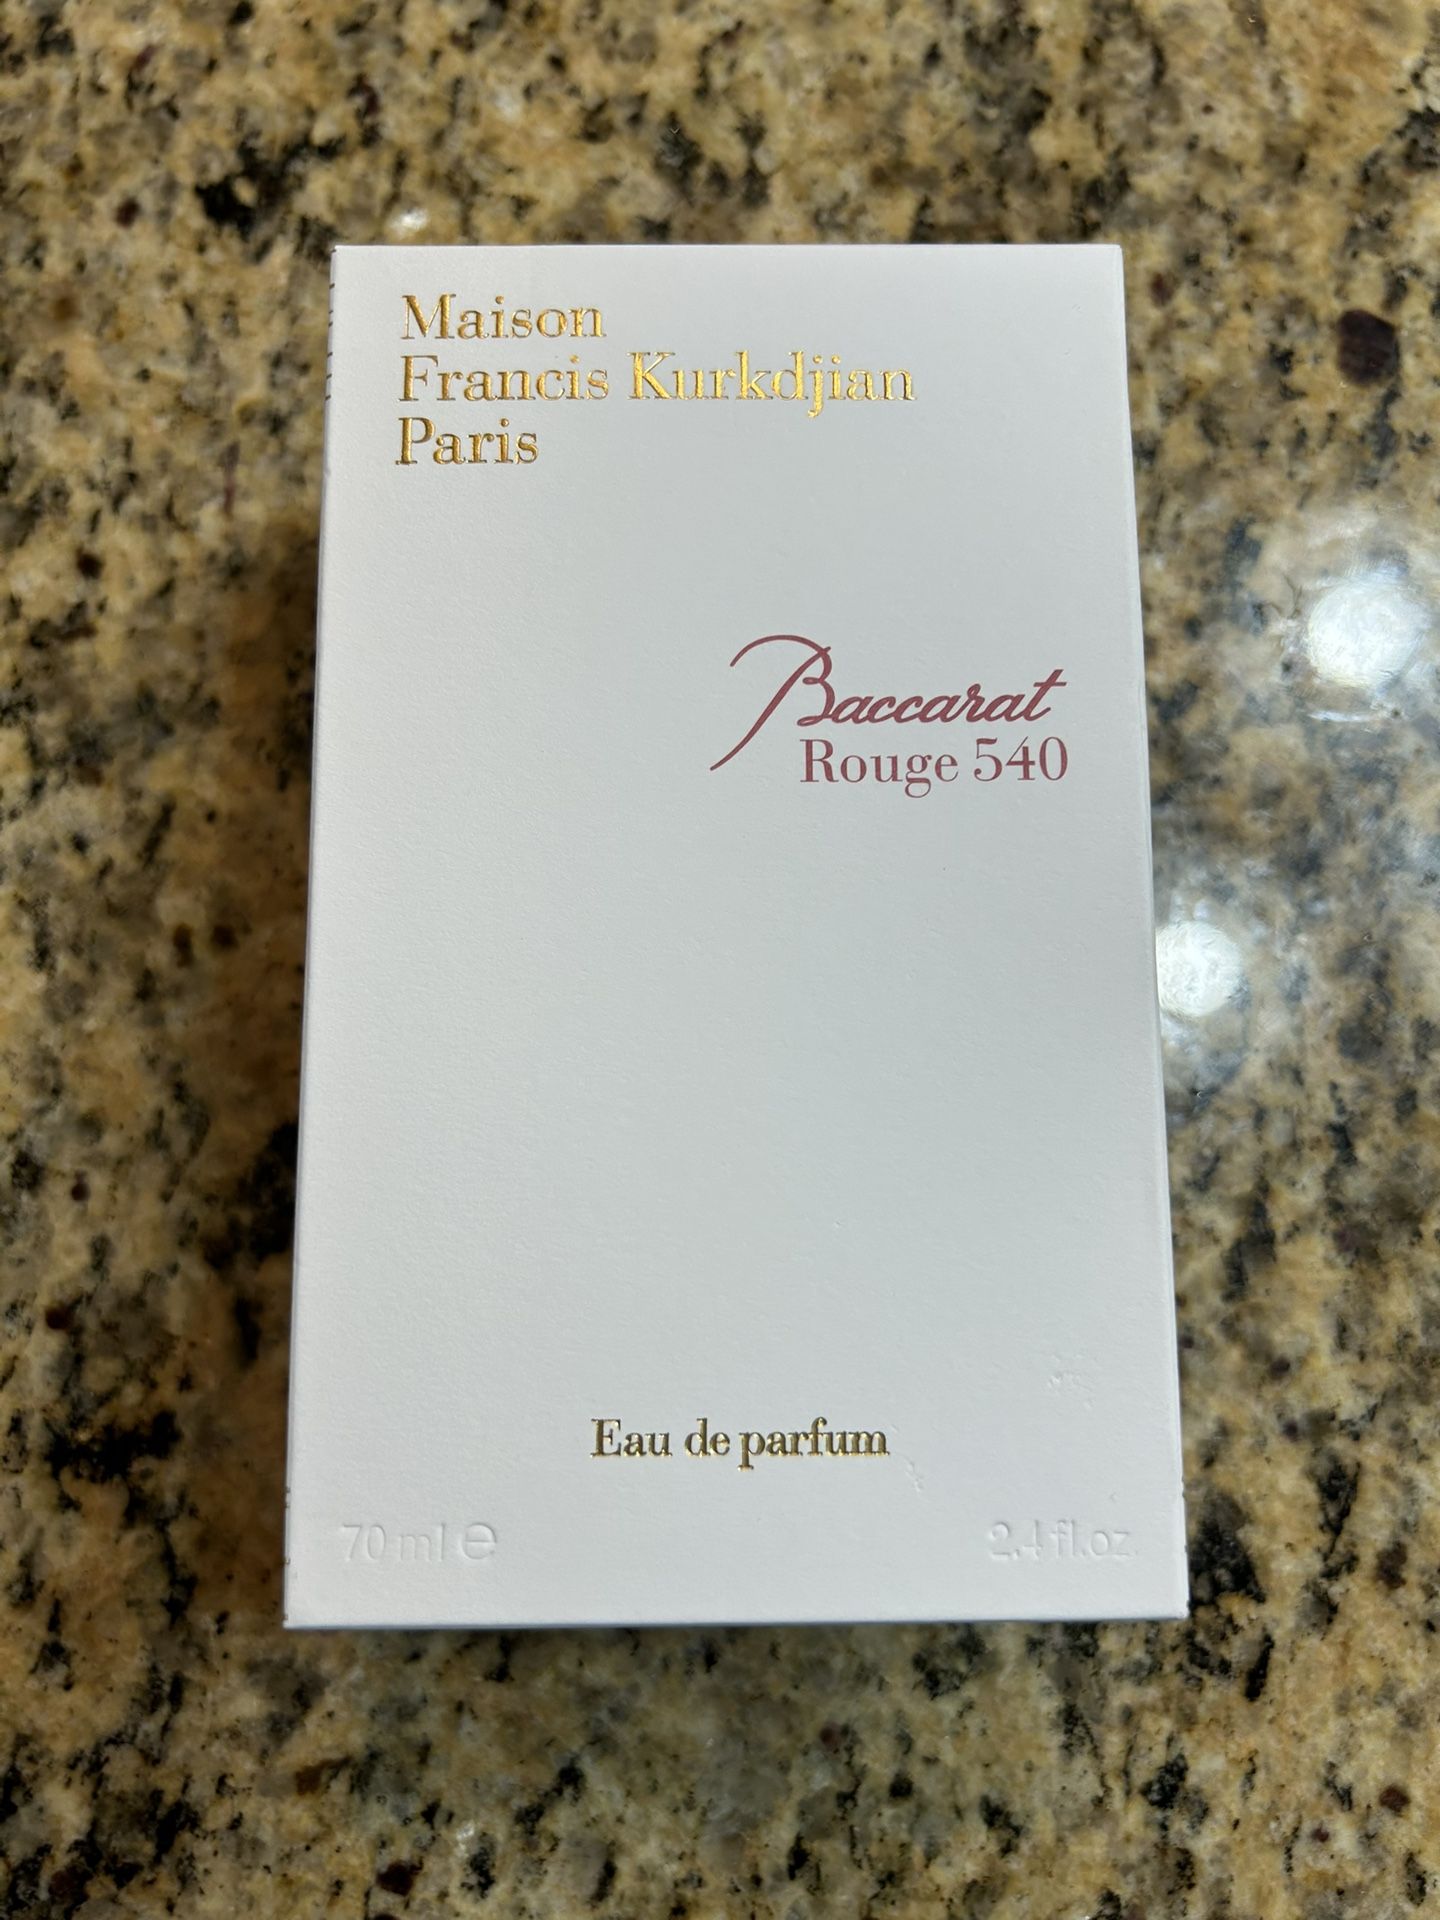 Maison
Francis Kurkdjian
Paris
Baccarat
Rouge 540
Eau de parfum
70 ml ℮
2.4 fl.oz.